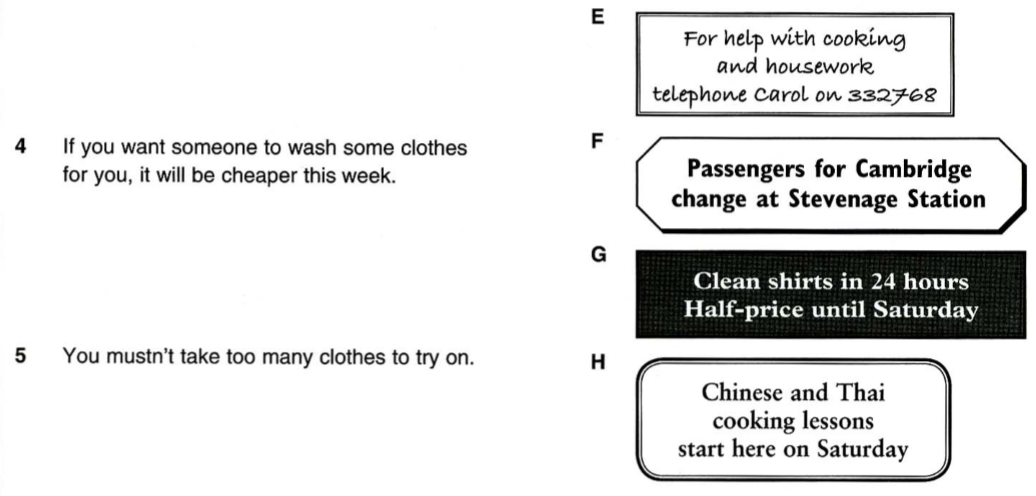 E
For help with cooking
and housework
telephone Carol on 332768
4 If you want someone to wash some clothes
for you, it will be cheaper this week.
F
Passengers for Cambridge
change at Stevenage Station
G
Clean shirts in 24 hours
Half-price until Saturday
5 You mustn't take too many clothes to try on.
H
Chinese and Thai
cooking lessons
start here on Saturday